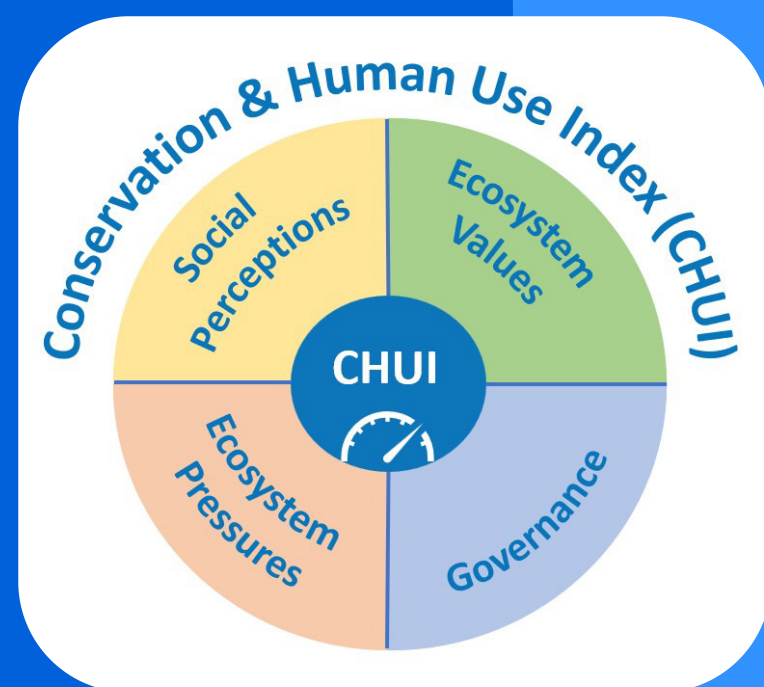 Conservation & Human Use Index (CHUI)
Social
Perceptions
Ecosystem
Values
CHUI
Ecosystem
Pressures
Governance